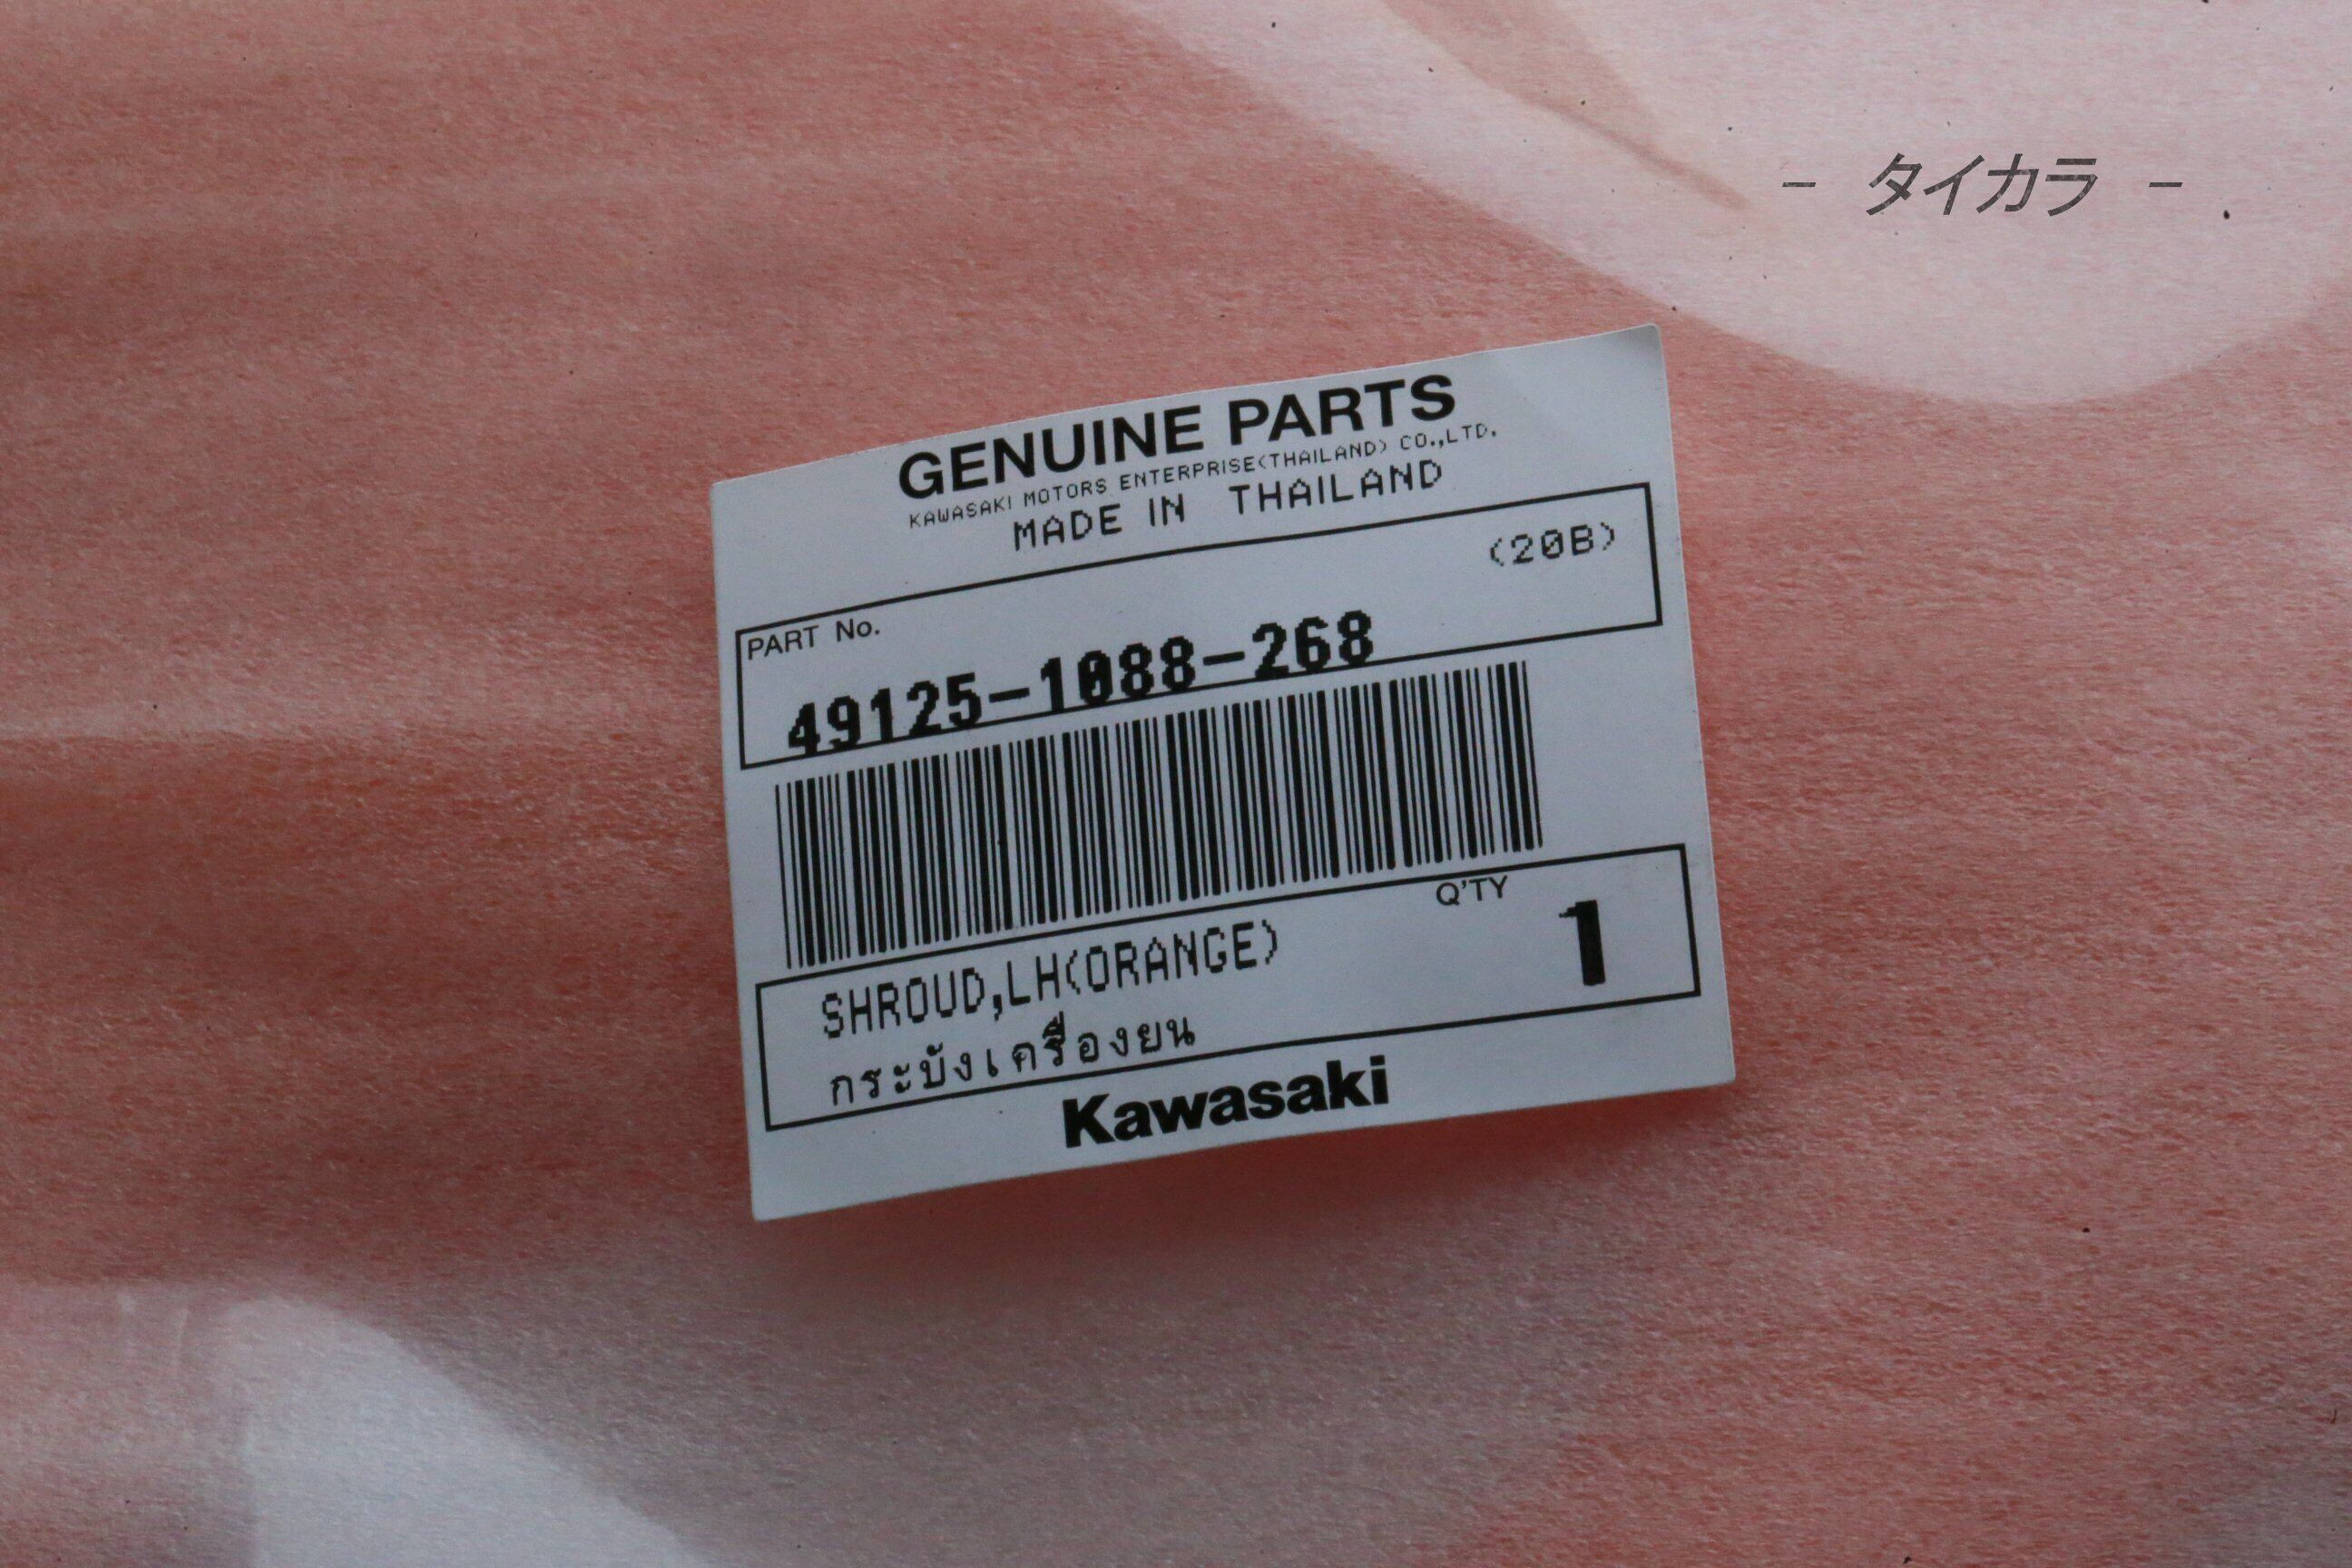 - タイカラ -
GENUINE PARTS
KAWASAKI MOTORS ENTERPRISE(THAILAND) CO.,LTD.
MADE IN THAILAND
(20B)
PART No.
49125-1088-268
Q'TY
SHROUD,LH(ORANGE) 1
กระบังเครื่องยน
Kawasaki